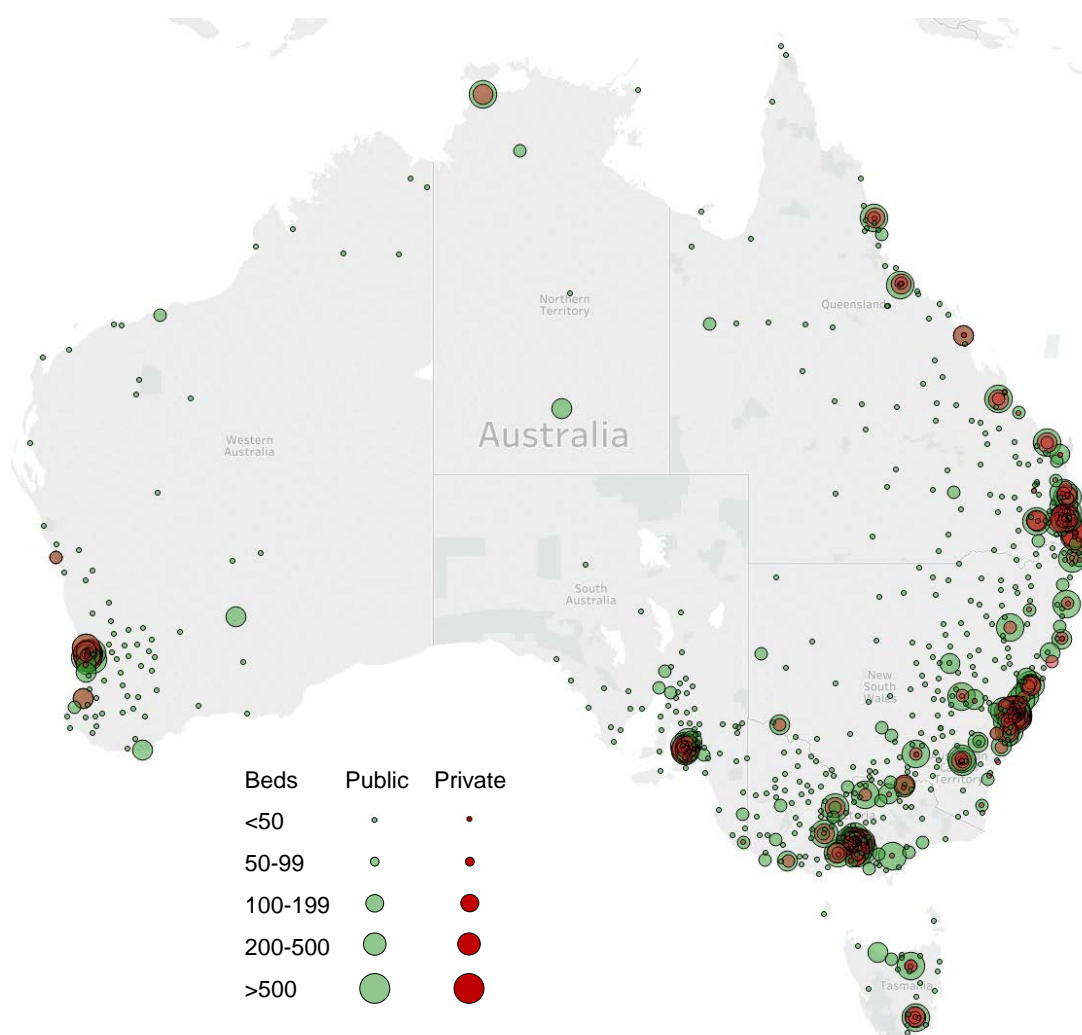 Northern
Territory
Queensland
Australia
Western
Australia
South
Australia
New
South
Wales
Territory
Tasmania
Beds Public Private
<50
50-99
100-199
200-500
>500